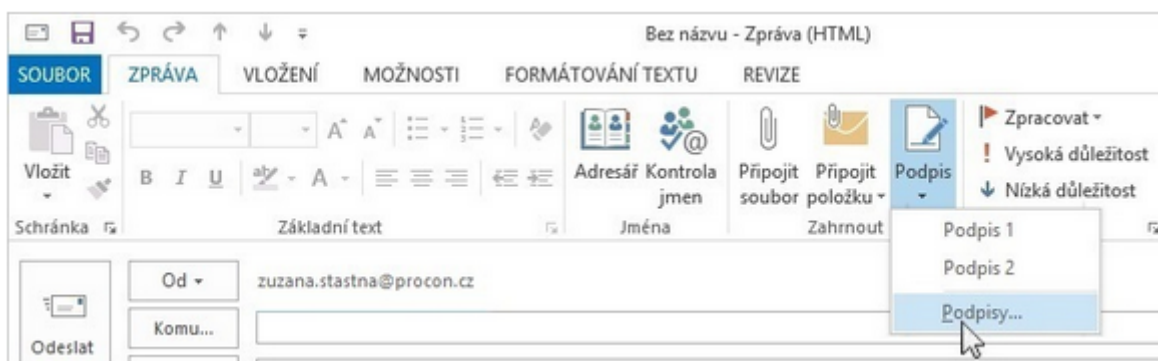 Bez názvu - Zpráva (HTML)
SOUBOR ZPRÁVA VLOŽENÍ MOŽNOSTI FORMÁTOVÁNÍ TEXTU REVIZE
Vložit
B I U
Adresář Kontrola jmen
Připojit soubor Připojit položku
Podpis
Zpracovat
Vysoká důležitost
Nízká důležitost
Schránka Základní text Jména Zahrnout
Podpis 1
Podpis 2
Podpisy...
Od zuzana.stastna@procon.cz
Komu...
Odeslat